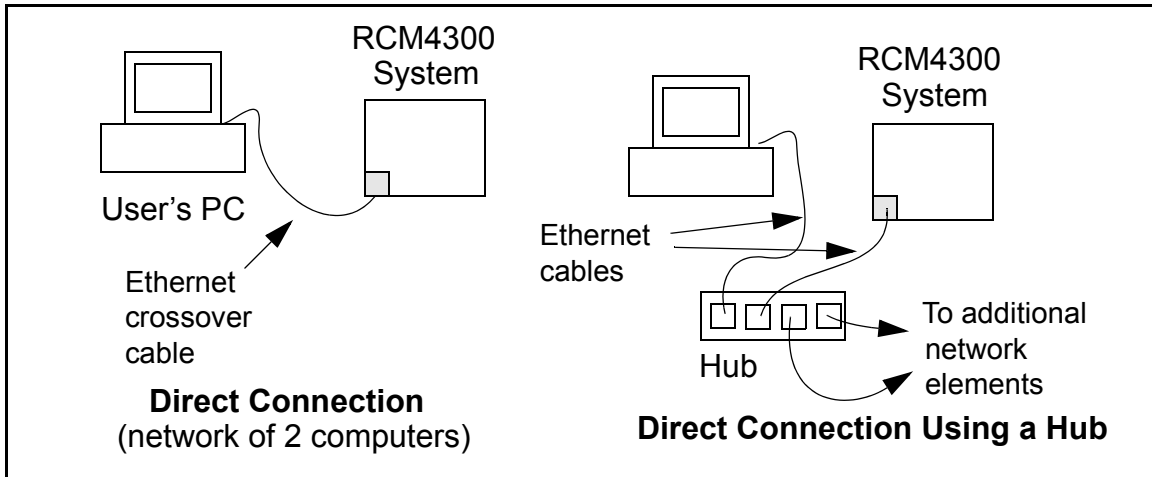 RCM4300
System
User's PC
Ethernet
crossover
cable
Direct Connection
(network of 2 computers)
RCM4300
System
Ethernet
cables
Hub
To additional
network
elements
Direct Connection Using a Hub